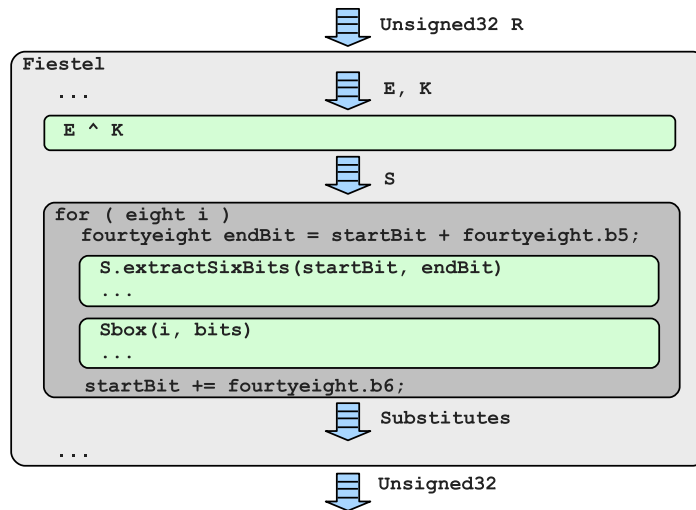 Unsigned32 R
Fiestel
...
E, K
E ^ K
S
for ( eight i )
fourtyeight endBit = startBit + fourtyeight.b5;
S.extractSixBits(startBit, endBit)
...
Sbox(i, bits)
...
startBit += fourtyeight.b6;
Substitutes
...
Unsigned32